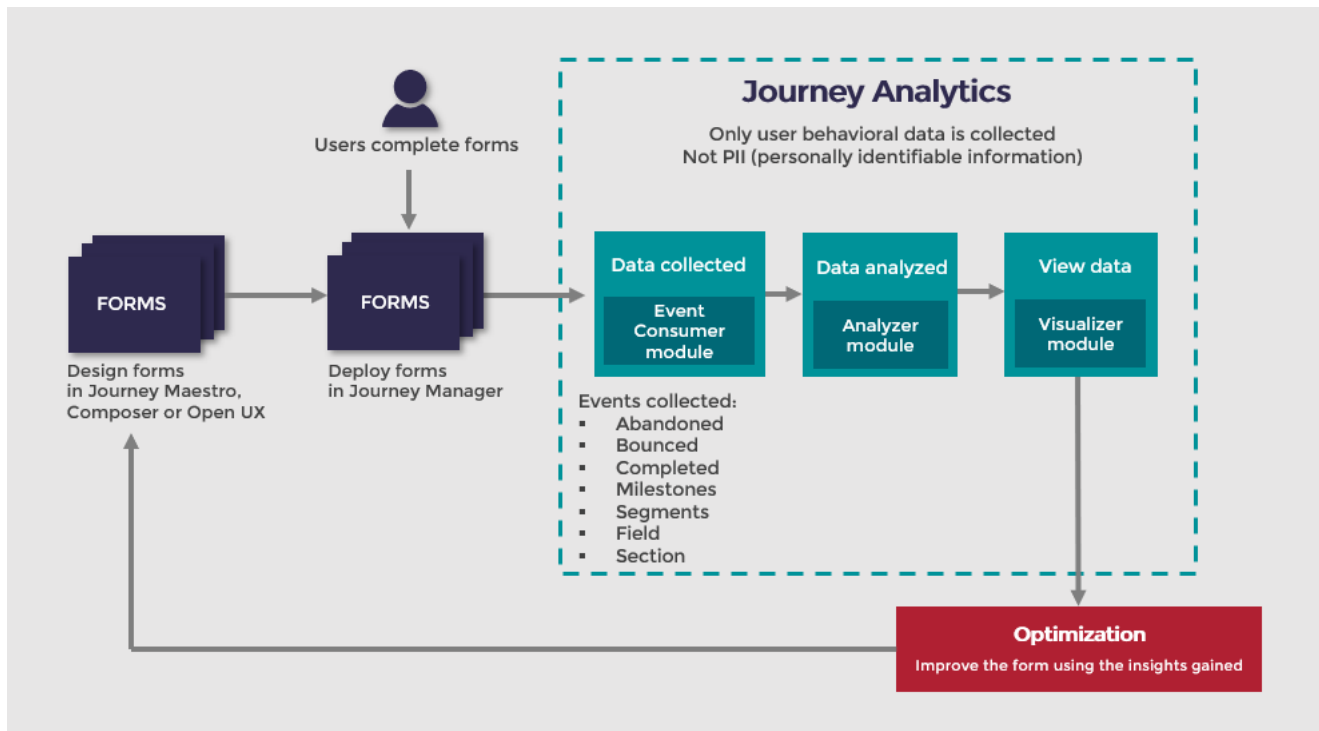 Journey Analytics
Only user behavioral data is collected
Not PII (personally identifiable information)
Users complete forms
FORMS
Design forms
in Journey Maestro,
Composer or Open UX
FORMS
Deploy forms
in Journey Manager
Data collected
Event
Consumer
module
Data analyzed
Analyzer
module
View data
Visualizer
module
Events collected:
▪ Abandoned
▪ Bounced
▪ Completed
▪ Milestones
▪ Segments
▪ Field
▪ Section
Optimization
Improve the form using the insights gained